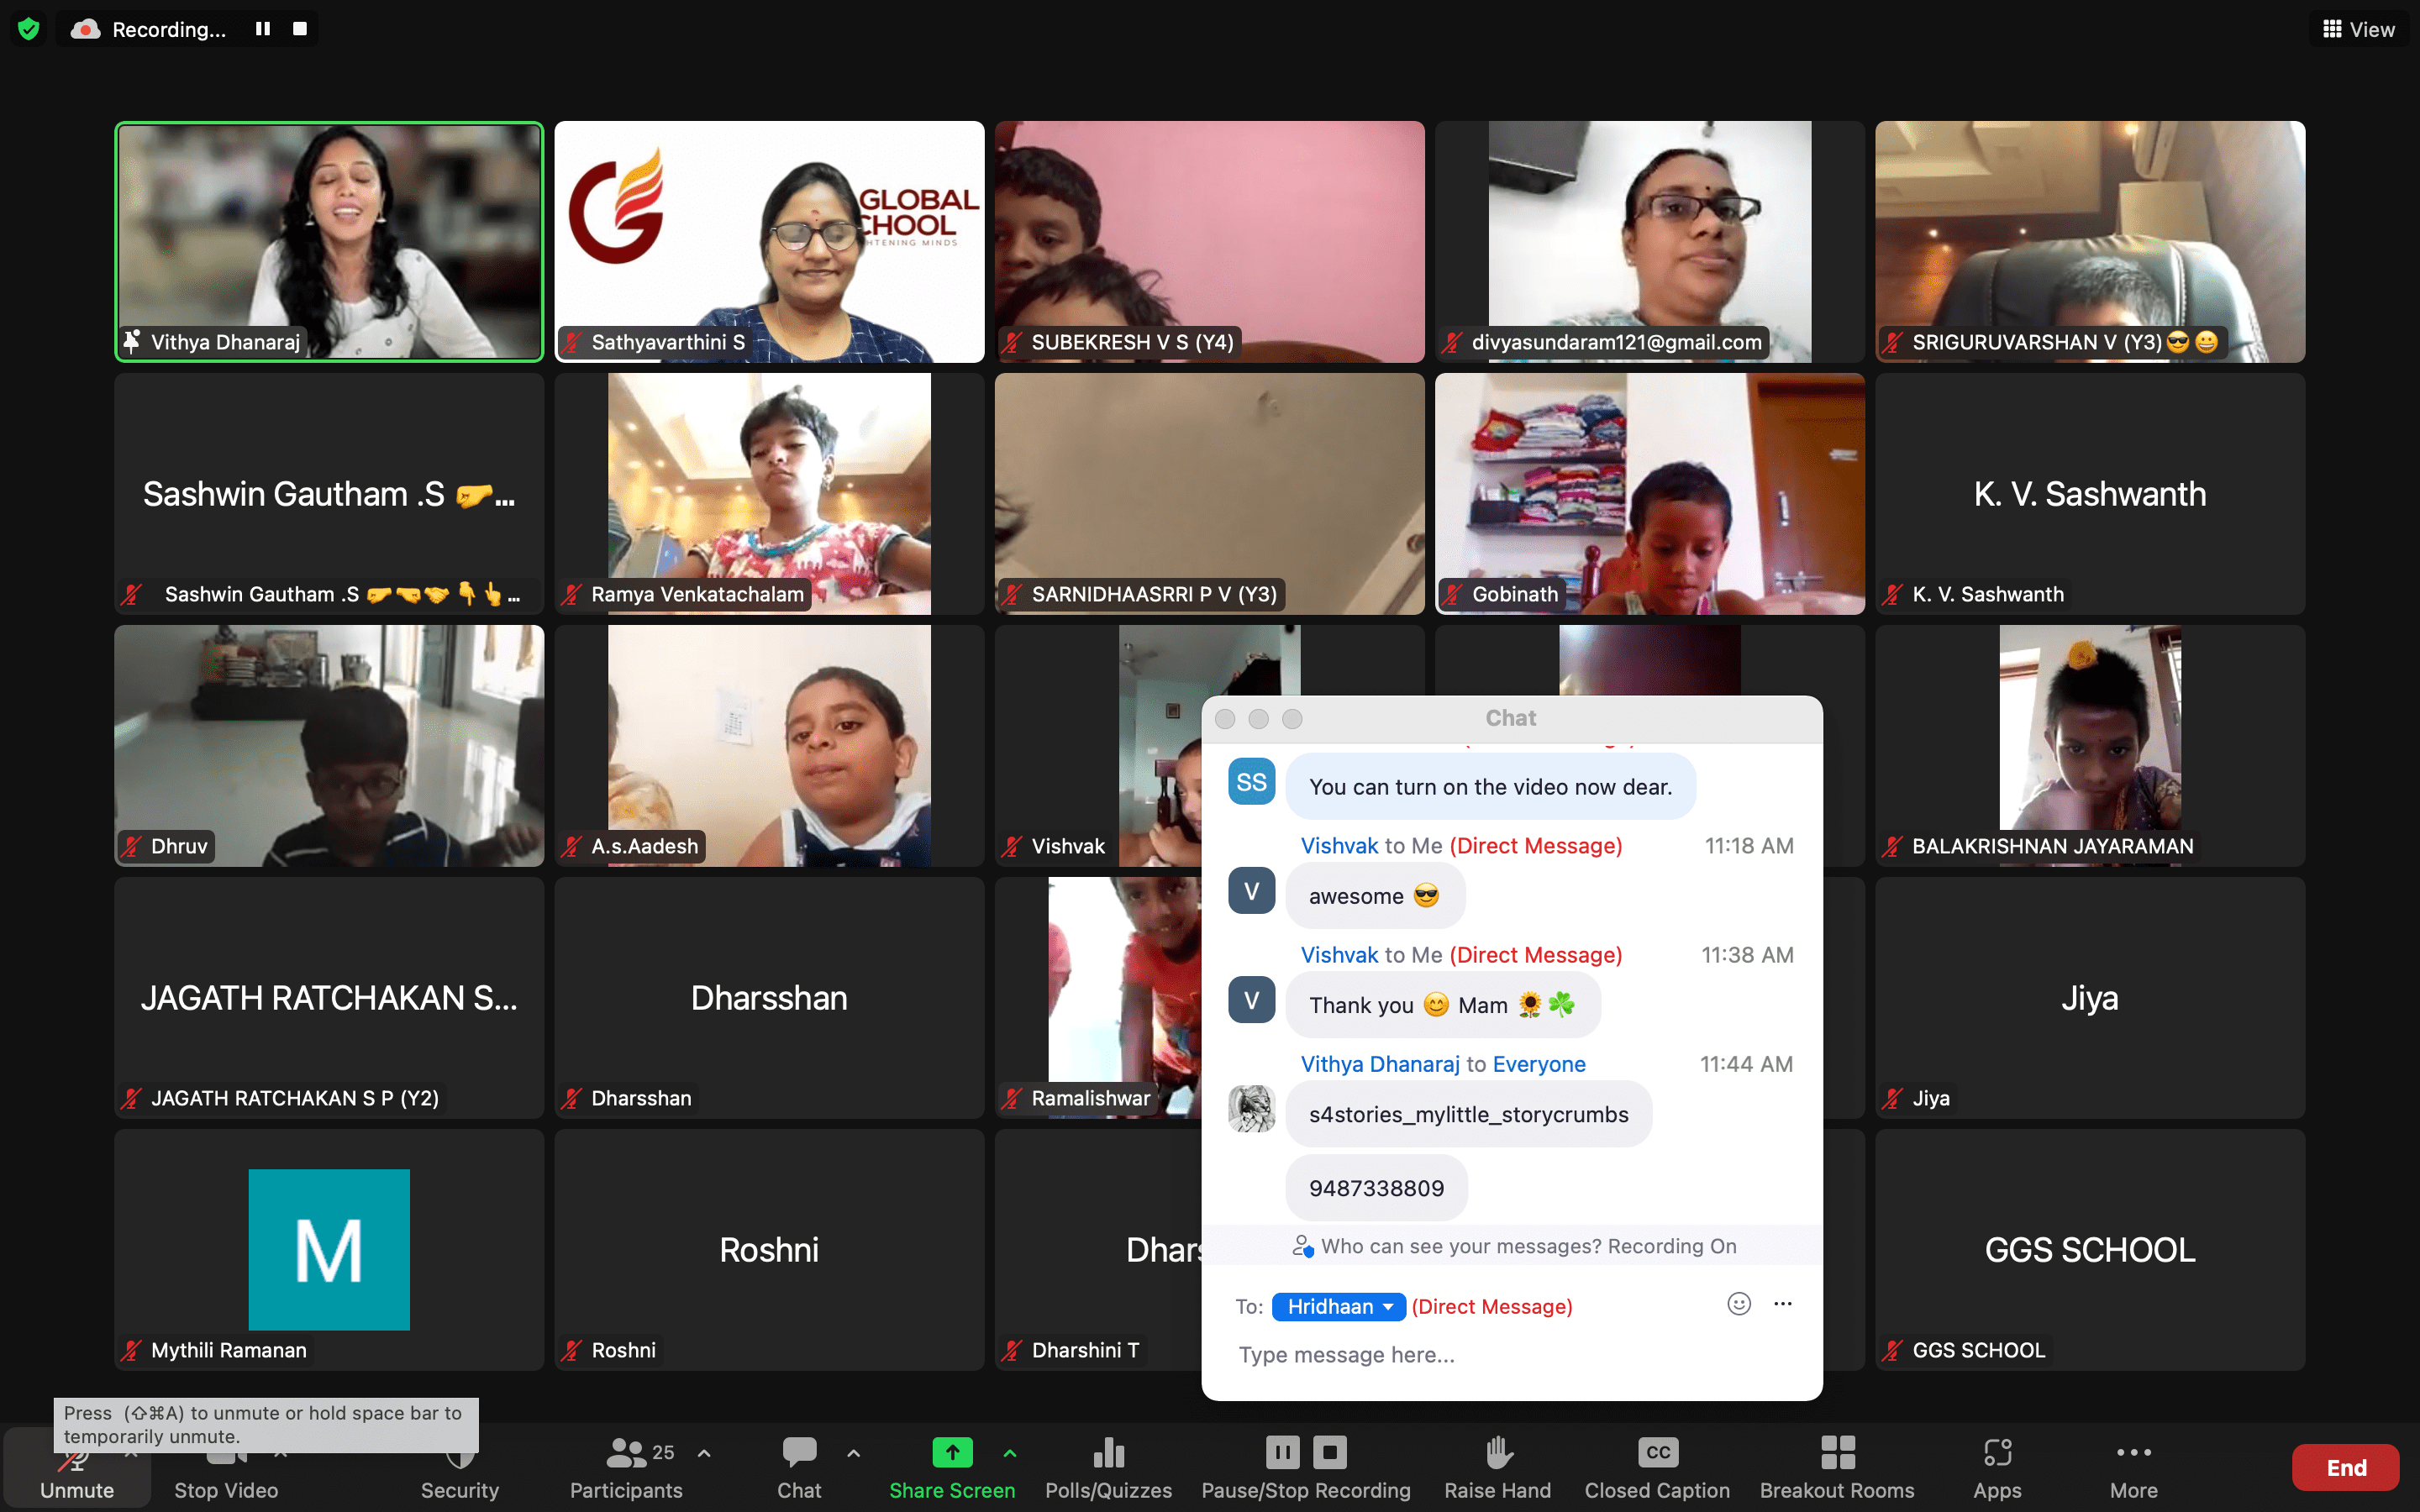 Recording...
View
GLOBAL
CHOOL
HTENING MINDS
Vithya Dhanaraj
Sathyavarthini S
SUBEKRESH V S (Y4)
divyasundaram121@gmail.com
SRIGURUVARSHAN V (Y3)😎😀
Sashwin Gautham .S 🤛...
K. V. Sashwanth
Sashwin Gautham .S 🤛🤜🤝👇👆...
Ramya Venkatachalam
SARNIDHAASRRI P V (Y3)
Gobinath
K. V. Sashwanth
Dhruv
A.s.Aadesh
Vishvak
BALAKRISHNAN JAYARAMAN
JAGATH RATCHAKAN S...
Dharsshan
Jiya
JAGATH RATCHAKAN S P (Y2)
Dharsshan
Ramalishwar
Jiya
M
Roshni
Dhars
GGS SCHOOL
Mythili Ramanan
Roshni
Dharshini T
GGS SCHOOL
Chat
SS
You can turn on the video now dear.
Vishvak to Me (Direct Message) 11:18 AM
V
awesome 😎
Vishvak to Me (Direct Message) 11:38 AM
V
Thank you 😊 Mam 🌻☘️
Vithya Dhanaraj to Everyone 11:44 AM
s4stories_mylittle_storycrumbs
9487338809
Who can see your messages? Recording On
To: Hridhaan (Direct Message)
Type message here...
Press (⇧⌘A) to unmute or hold space bar to
temporarily unmute.
25
CC
Unmute
Stop Video
Security
Participants
Chat
Share Screen
Polls/Quizzes
Pause/Stop Recording
Raise Hand
Closed Caption
Breakout Rooms
Apps
More
End